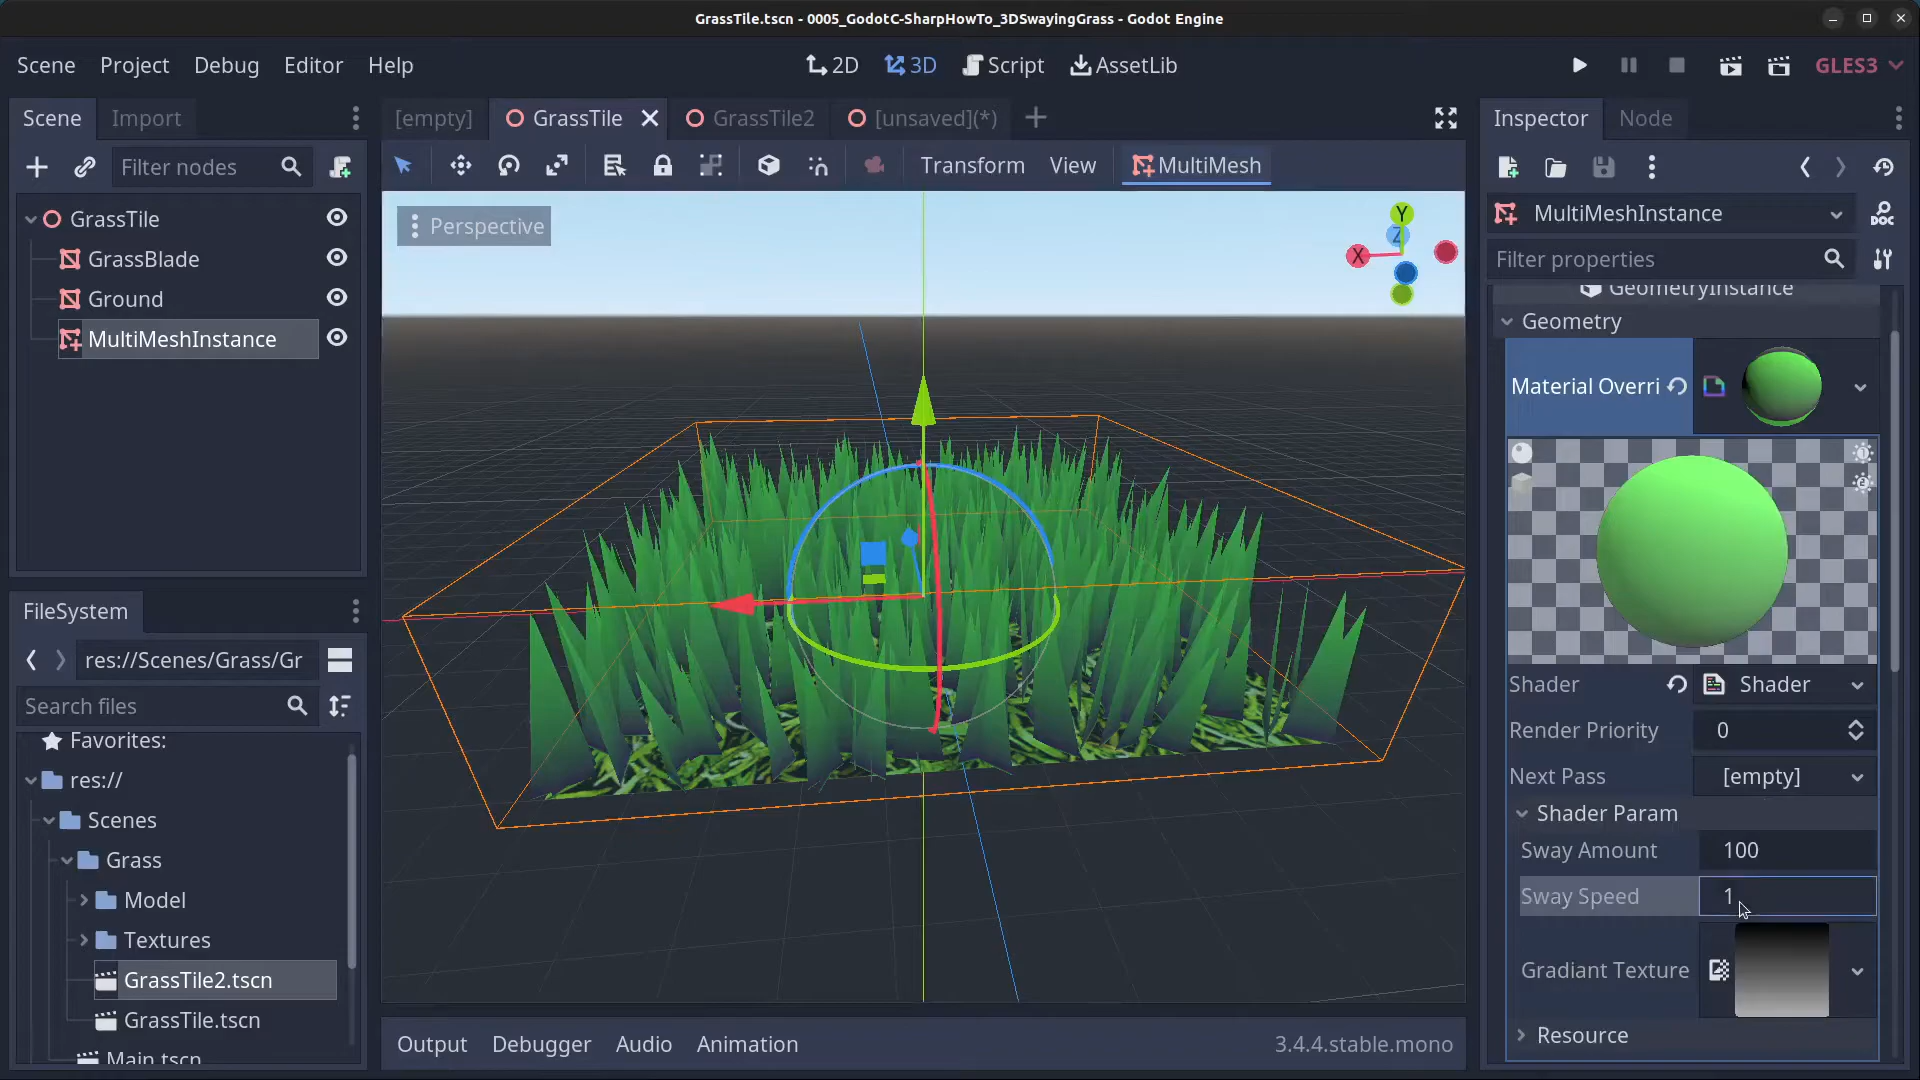 GrassTile.tscn - 0005_GodotC-SharpHowTo_3DSwayingGrass - Godot Engine
Scene Project Debug Editor Help
2D 3D Script AssetLib
GLES3
Scene Import
[empty] GrassTile GrassTile2 [unsaved](*)
Inspector Node
Filter nodes
Transform View MultiMesh
GrassTile
GrassBlade
Ground
MultiMeshInstance
Perspective
Y
Z
X
MultiMeshInstance
DOC
Filter properties
GeometryInstance
Geometry
Material Overri
Shader Shader
Render Priority 0
Next Pass [empty]
Shader Param
Sway Amount 100
Sway Speed 1
Gradiant Texture
Resource
FileSystem
res://Scenes/Grass/Gr
Search files
Favorites:
res://
Scenes
Grass
Model
Textures
GrassTile2.tscn
GrassTile.tscn
Main.tscn
Output Debugger Audio Animation
3.4.4.stable.mono